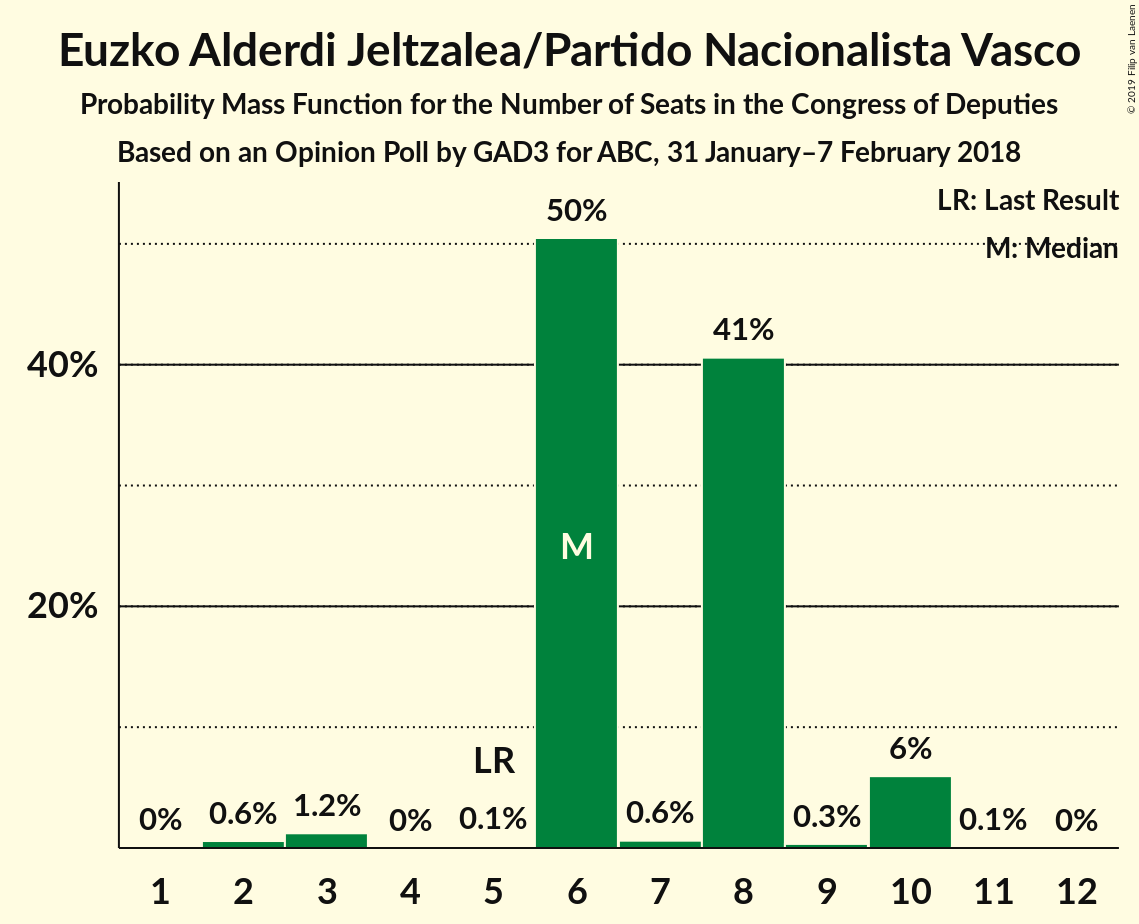 Euzko Alderdi Jeltzalea/Partido Nacionalista Vasco
Probability Mass Function for the Number of Seats in the Congress of Deputies
Based on an Opinion Poll by GAD3 for ABC, 31 January–7 February 2018
© 2019 Filip van Laenen
LR: Last Result
M: Median
50%
41%
40%
M
20%
LR
6%
0% 0.6% 1.2% 0% 0.1% 0.6% 0.3% 0.1% 0%
1 2 3 4 5 6 7 8 9 10 11 12